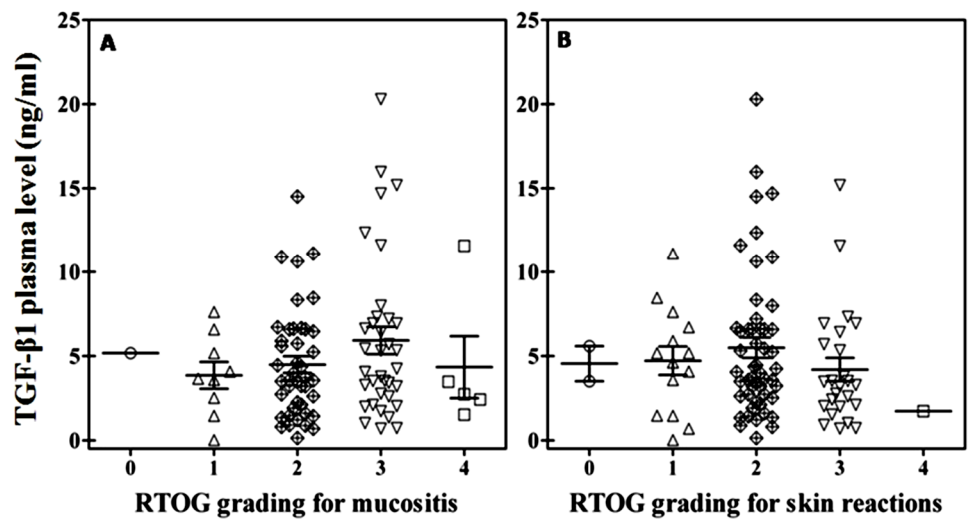 A
B
TGF-β1 plasma level (ng/ml)
25
20
15
10
5
0
0 1 2 3 4
RTOG grading for mucositis
25
20
15
10
5
0
0 1 2 3 4
RTOG grading for skin reactions